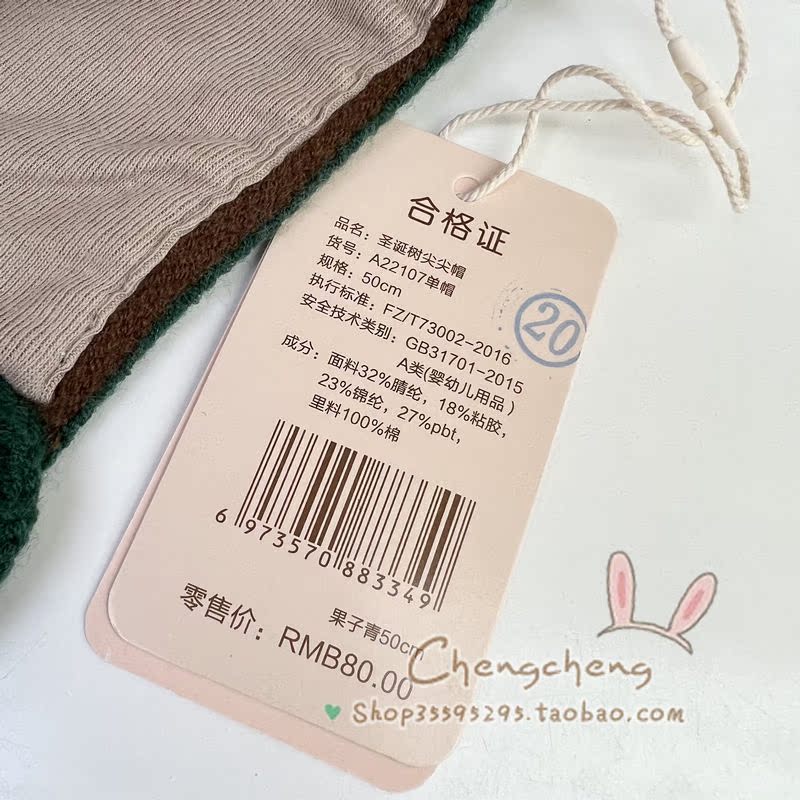 合格证
品名：圣诞树尖尖帽
货号：A22107单帽
规格：50cm
执行标准：FZ/T73002-2016
安全技术类别：GB31701-2015
A类(婴幼儿用品)
成分：面料32%腈纶，18%粘胶，
23%锦纶，27%pbt，
里料100%棉
20
6 973570 883349
果子青50cm
零售价：RMB80.00
Chengcheng
Shop35595295.taobao.com